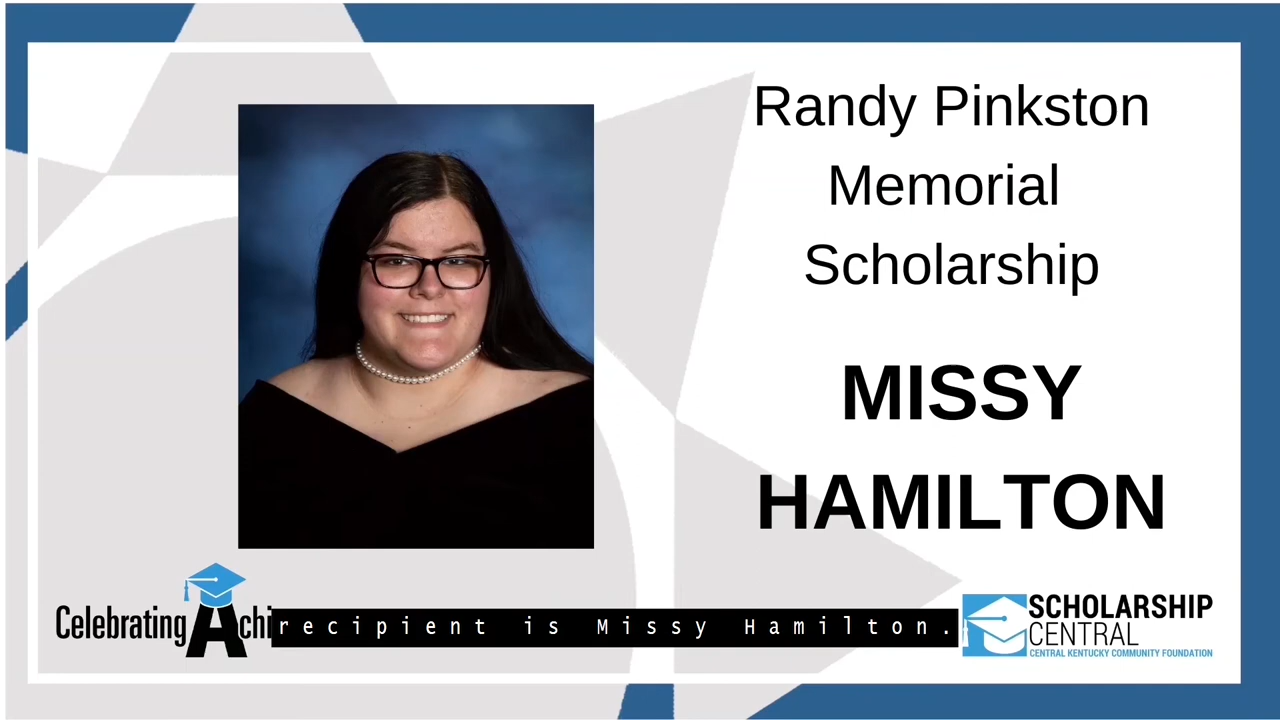 Randy Pinkston
Memorial
Scholarship
MISSY
HAMILTON
Celebrating Achi
recipient is Missy Hamilton.
SCHOLARSHIP
CENTRAL
CENTRAL KENTUCKY COMMUNITY FOUNDATION